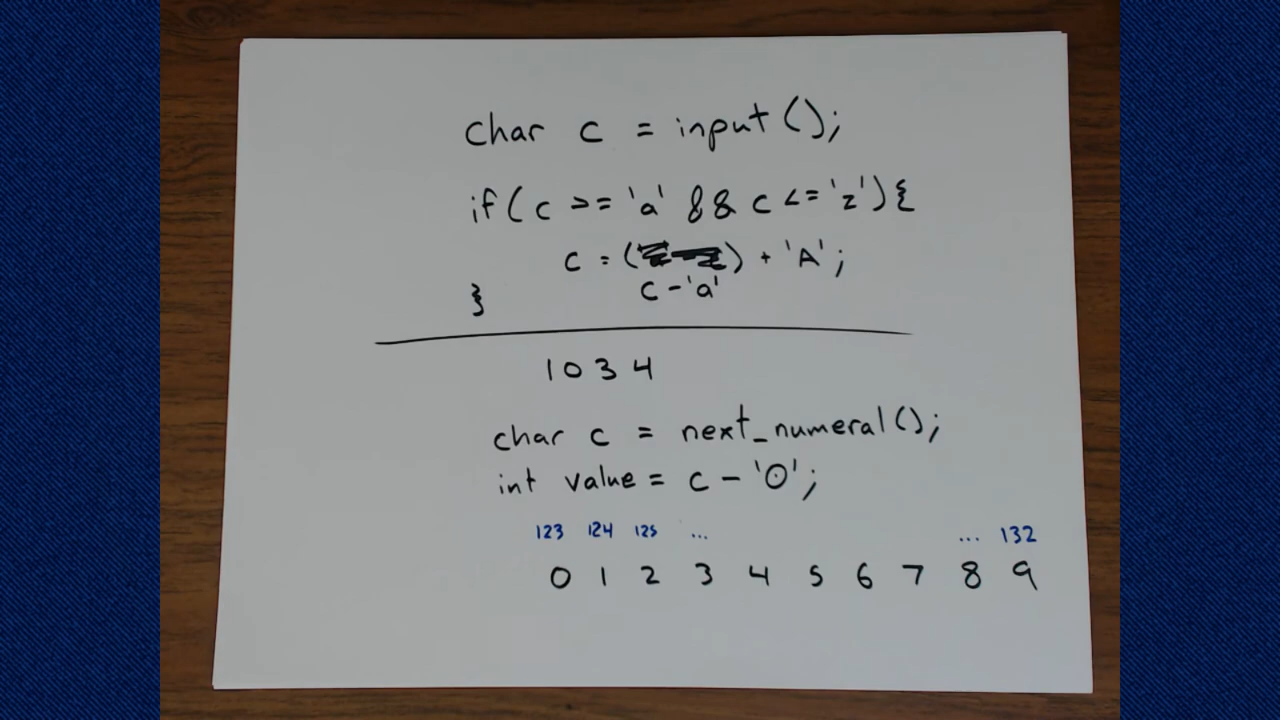 char c = input();
if( c >= 'a' && c <= 'z'){
c = ( ) + 'A';
c - 'a'
}
1034
char c = next_numeral();
int value = c - '0';
123 124 125 ... ... 132
0 1 2 3 4 5 6 7 8 9